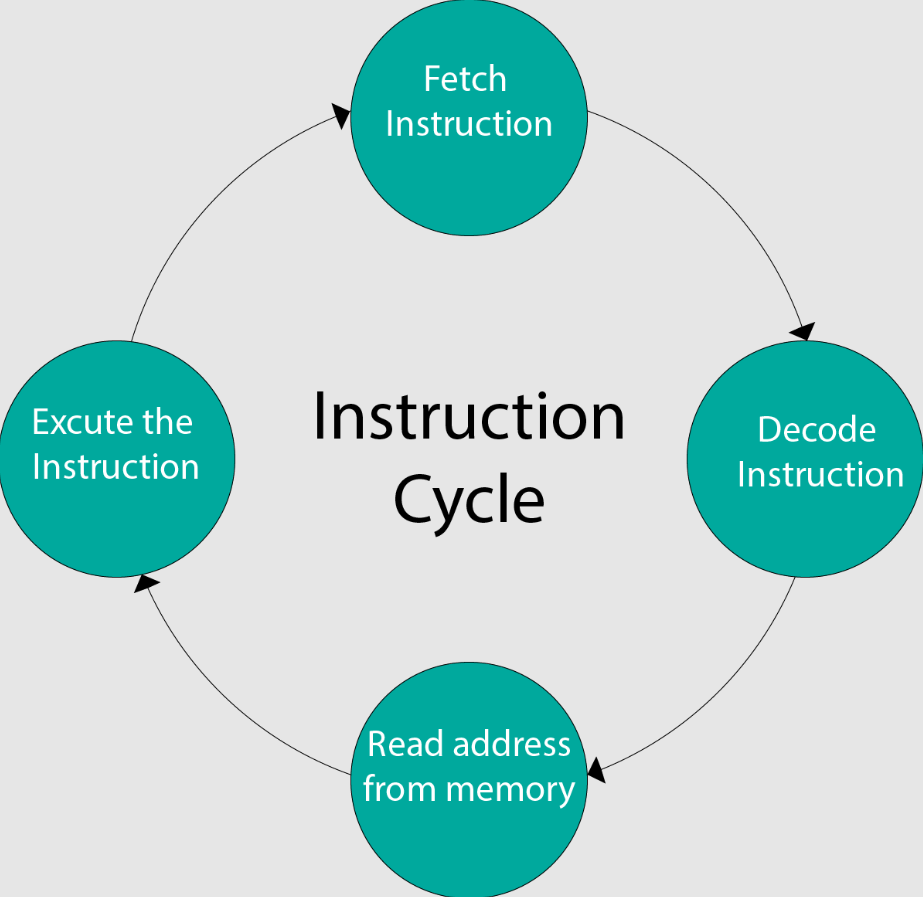 Fetch
Instruction
Decode
Instruction
Read address
from memory
Excute the
Instruction
Instruction
Cycle